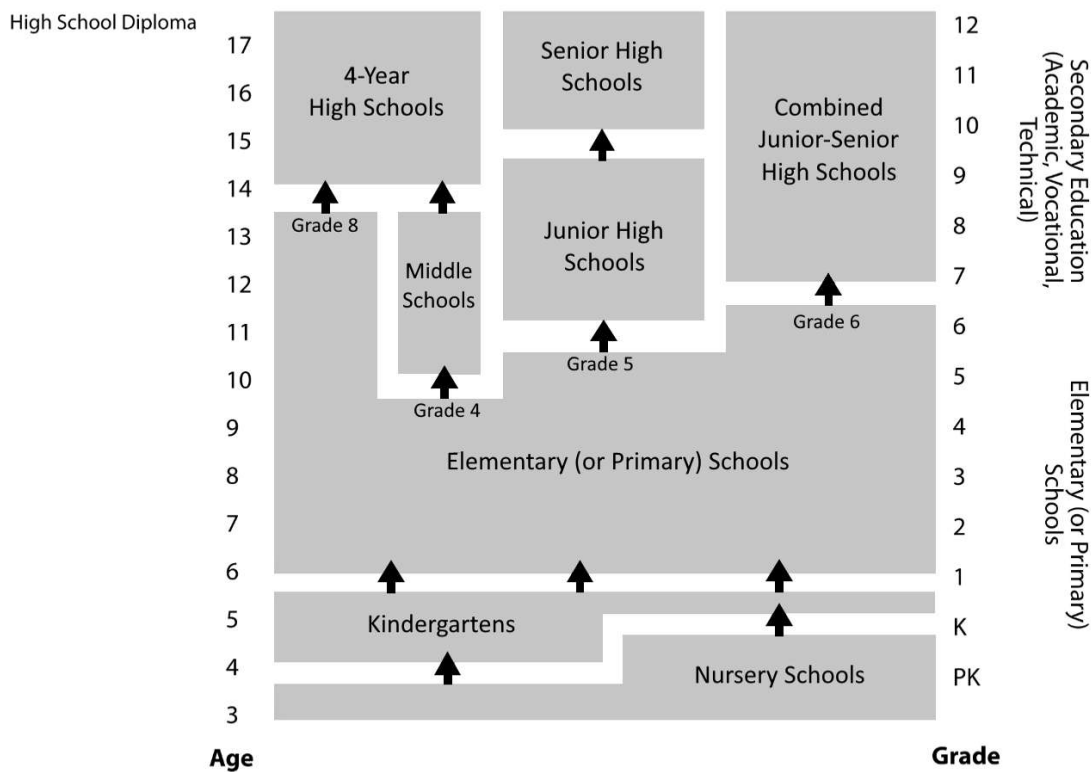 High School Diploma
17
16
15
14
13
12
11
10
9
8
7
6
5
4
3
Age
4-Year
High Schools
Grade 8
Middle
Schools
Grade 4
Senior High
Schools
Junior High
Schools
Grade 5
Combined
Junior-Senior
High Schools
Grade 6
Elementary (or Primary) Schools
Kindergartens
Nursery Schools
12
11
10
9
8
7
6
5
4
3
2
1
K
PK
Grade
Secondary Education
(Academic, Vocational,
Technical)
Elementary (or Primary)
Schools